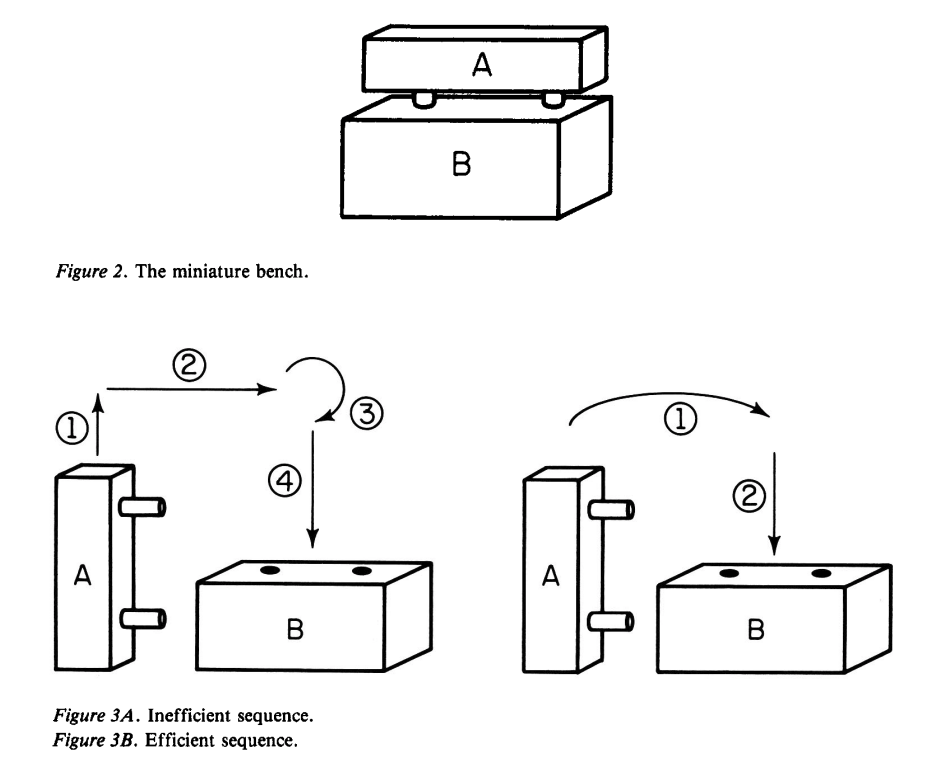 A
B
Figure 2. The miniature bench.
②
① ③ ①
④ ②
A A
B B
Figure 3A. Inefficient sequence.
Figure 3B. Efficient sequence.